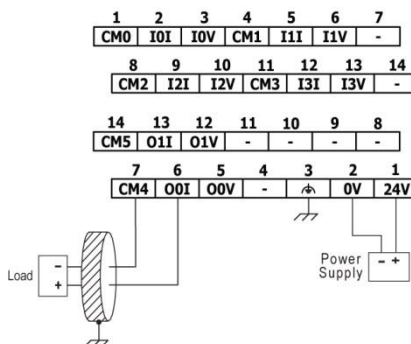 1 2 3 4 5 6 7
CM0 I0I I0V CM1 I1I I1V -
8 9 10 11 12 13 14
CM2 I2I I2V CM3 I3I I3V -
14 13 12 11 10 9 8
CM5 O1I O1V - - - -
7 6 5 4 3 2 1
CM4 O0I O0V - 0V 24V
Load - +
Power Supply - +